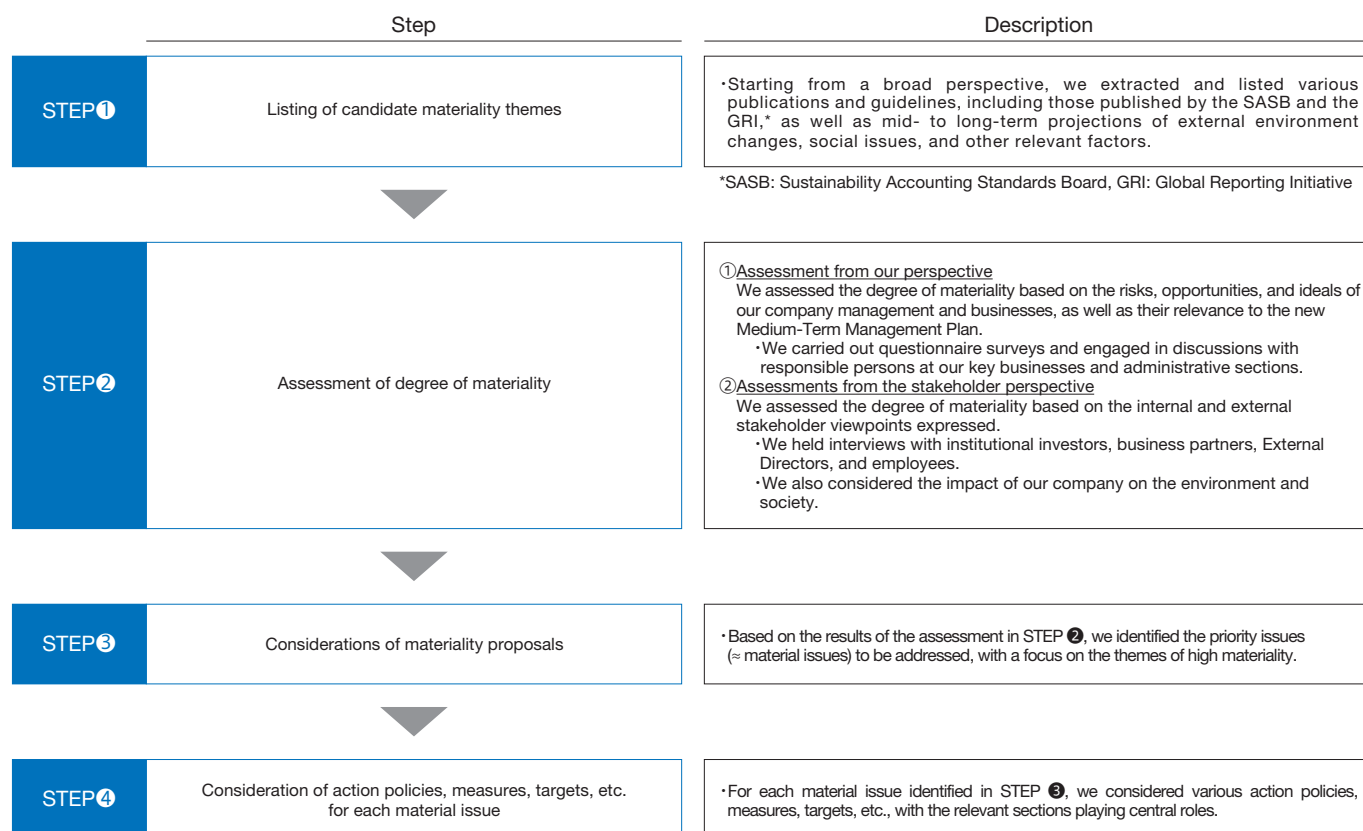 Step
Description
STEP❶
Listing of candidate materiality themes
・Starting from a broad perspective, we extracted and listed various
publications and guidelines, including those published by the SASB and the
GRI,* as well as mid- to long-term projections of external environment
changes, social issues, and other relevant factors.
*SASB: Sustainability Accounting Standards Board, GRI: Global Reporting Initiative
STEP❷
Assessment of degree of materiality
①Assessment from our perspective
We assessed the degree of materiality based on the risks, opportunities, and ideals of
our company management and businesses, as well as their relevance to the new
Medium-Term Management Plan.
・We carried out questionnaire surveys and engaged in discussions with
responsible persons at our key businesses and administrative sections.
②Assessments from the stakeholder perspective
We assessed the degree of materiality based on the internal and external
stakeholder viewpoints expressed.
・We held interviews with institutional investors, business partners, External
Directors, and employees.
・We also considered the impact of our company on the environment and
society.
STEP❸
Considerations of materiality proposals
・Based on the results of the assessment in STEP ❷, we identified the priority issues
(≈ material issues) to be addressed, with a focus on the themes of high materiality.
STEP❹
Consideration of action policies, measures, targets, etc.
for each material issue
・For each material issue identified in STEP ❸, we considered various action policies,
measures, targets, etc., with the relevant sections playing central roles.